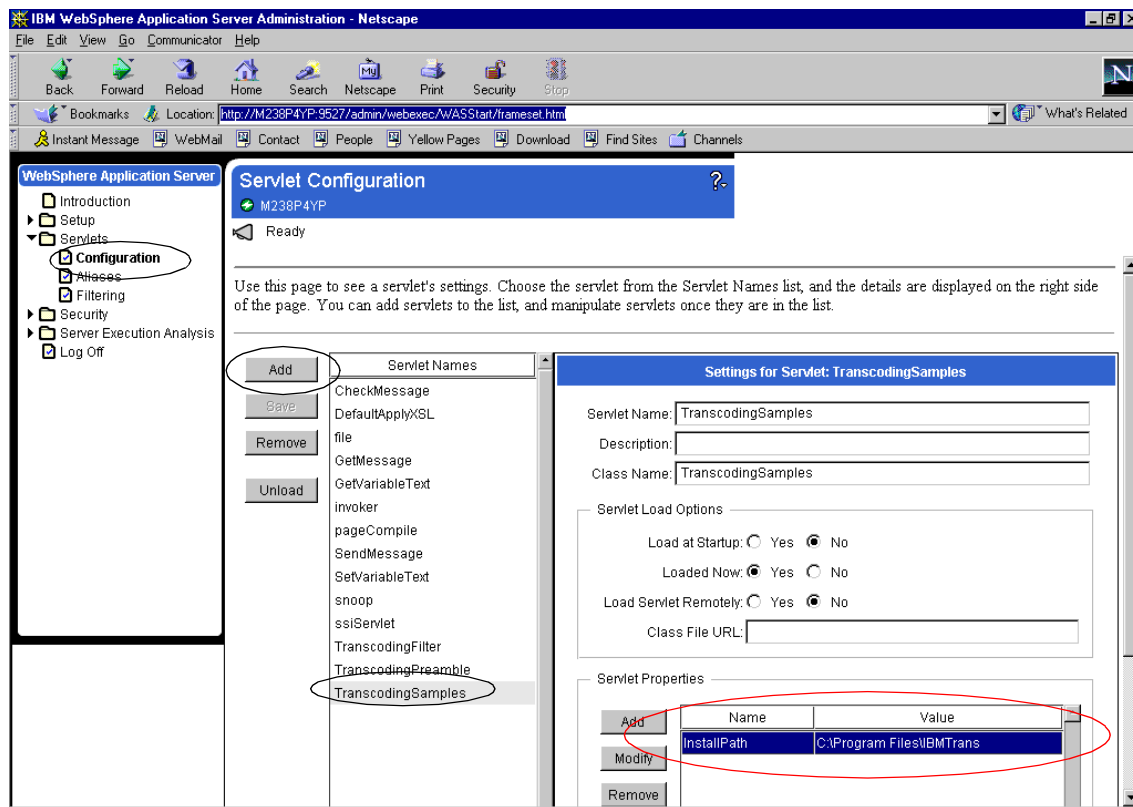 IBM WebSphere Application Server Administration - Netscape
File Edit View Go Communicator Help
Back Forward Reload Home Search Netscape Print Security Stop
My
N
Bookmarks Location: http://M238P4YP:9527/admin/webexec/WASStart/frameset.html What's Related
Instant Message WebMail Contact People Yellow Pages Download Find Sites Channels
WebSphere Application Server
Introduction
Setup
Servlets
Configuration
Aliases
Filtering
Security
Server Execution Analysis
Log Off
Servlet Configuration ?
M238P4YP
Ready
Use this page to see a servlet's settings. Choose the servlet from the Servlet Names list, and the details are displayed on the right side
of the page. You can add servlets to the list, and manipulate servlets once they are in the list.
Add
Save
Remove
Unload
Servlet Names
CheckMessage
DefaultApplyXSL
file
GetMessage
GetVariableText
invoker
pageCompile
SendMessage
SetVariableText
snoop
ssiServlet
TranscodingFilter
TranscodingPreamble
TranscodingSamples
Settings for Servlet: TranscodingSamples
Servlet Name: TranscodingSamples
Description:
Class Name: TranscodingSamples
Servlet Load Options
Load at Startup: Yes No
Loaded Now: Yes No
Load Servlet Remotely: Yes No
Class File URL:
Servlet Properties
Add
Modify
Remove
Name Value
InstallPath C:\Program Files\IBMTrans